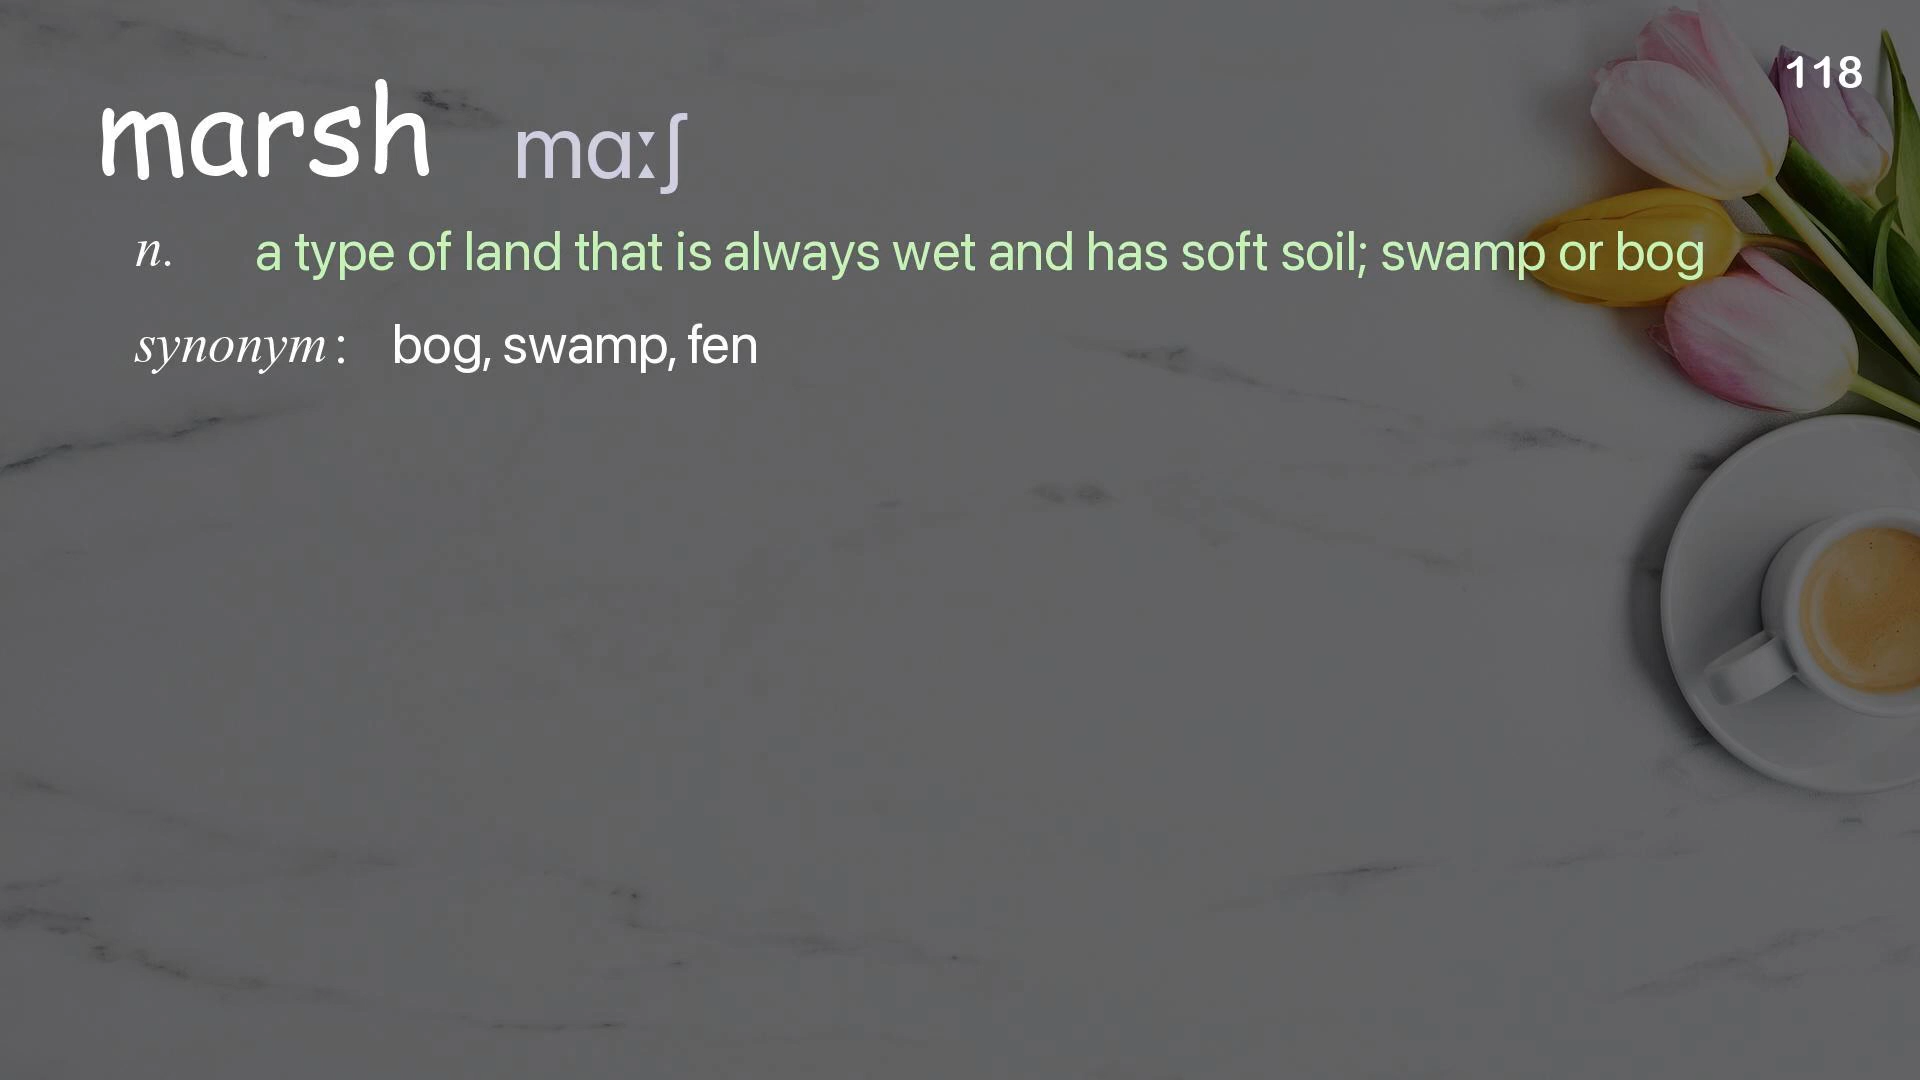 118
marsh mɑːʃ
n. a type of land that is always wet and has soft soil; swamp or bog
synonym: bog, swamp, fen